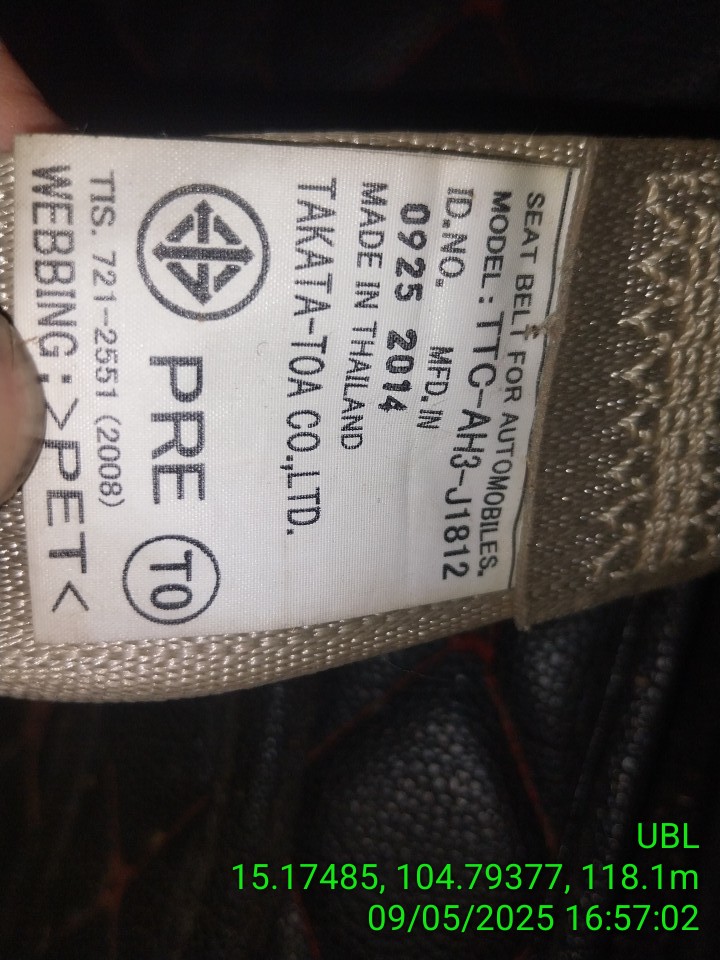 SEAT BELT FOR AUTOMOBILES.
MODEL : TTC-AH3-J1812
ID.NO. MFD. IN
0925 2014
MADE IN THAILAND
TAKATA-TOA CO.,LTD.
PRE TO
TIS. 721-2551 (2008)
WEBBING : >PET<
UBL
15.17485, 104.79377, 118.1m
09/05/2025 16:57:02